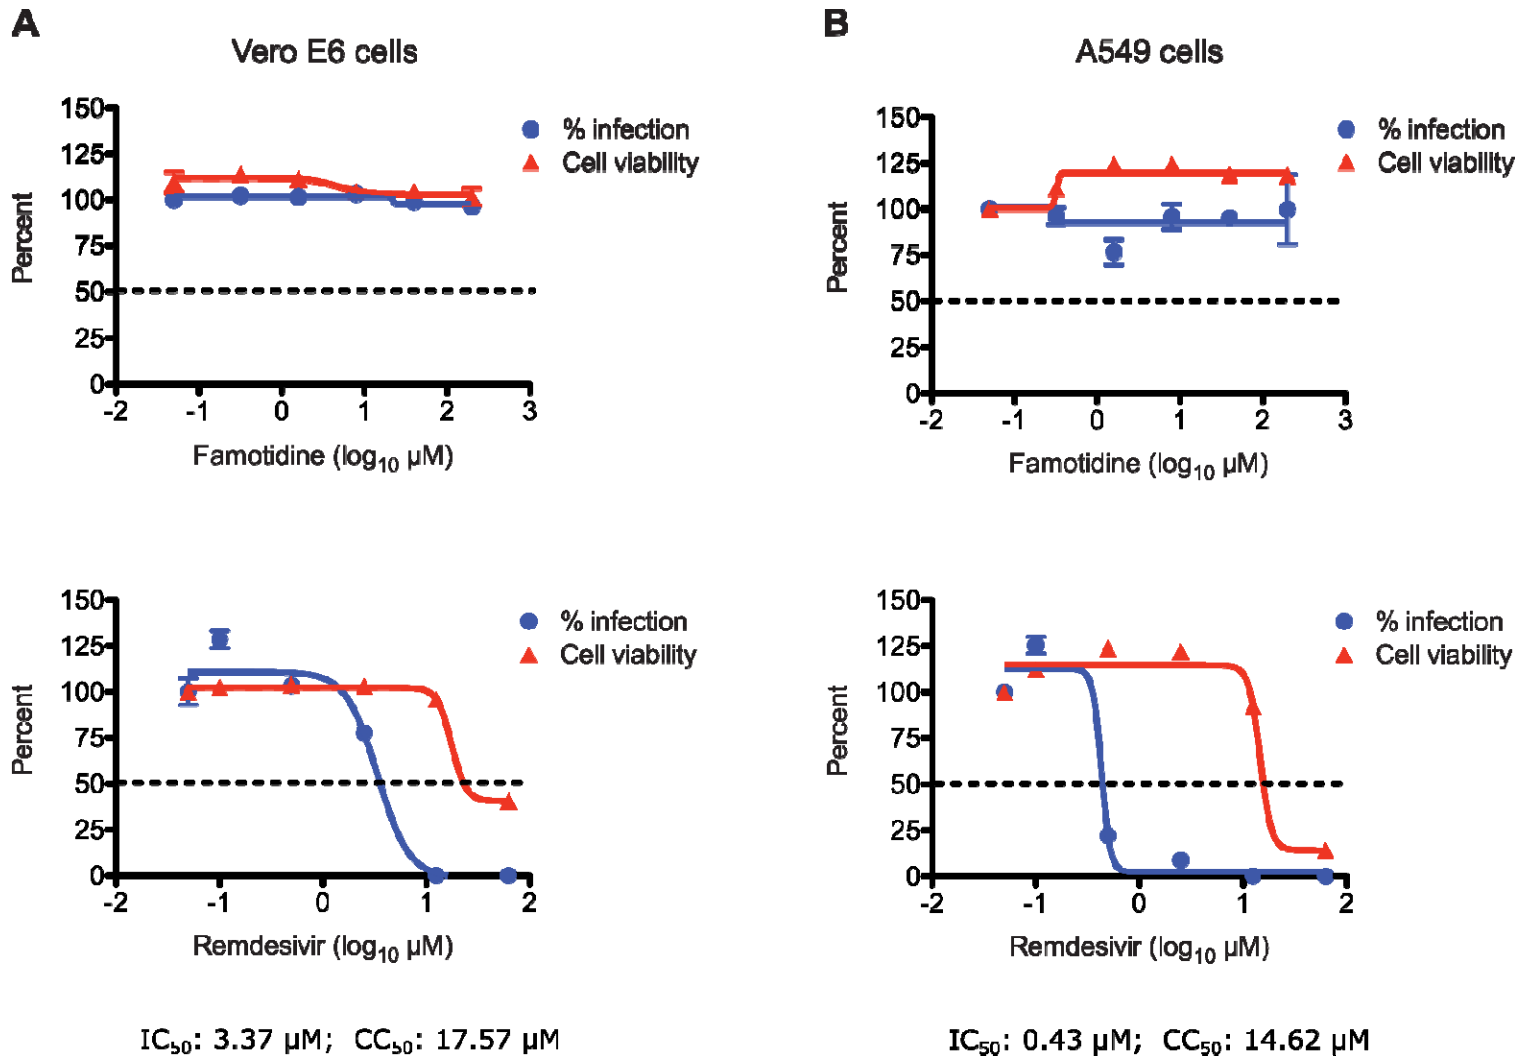 A
Vero E6 cells
150
125
100
75
50
25
0
Percent
-2 -1 0 1 2 3
Famotidine (log10 µM)
% infection
Cell viability
B
A549 cells
150
125
100
75
50
25
0
Percent
-2 -1 0 1 2 3
Famotidine (log10 µM)
% infection
Cell viability
150
125
100
75
50
25
0
Percent
-2 -1 0 1 2
Remdesivir (log10 µM)
% infection
Cell viability
IC50: 3.37 µM; CC50: 17.57 µM
150
125
100
75
50
25
0
Percent
-2 -1 0 1 2
Remdesivir (log10 µM)
% infection
Cell viability
IC50: 0.43 µM; CC50: 14.62 µM